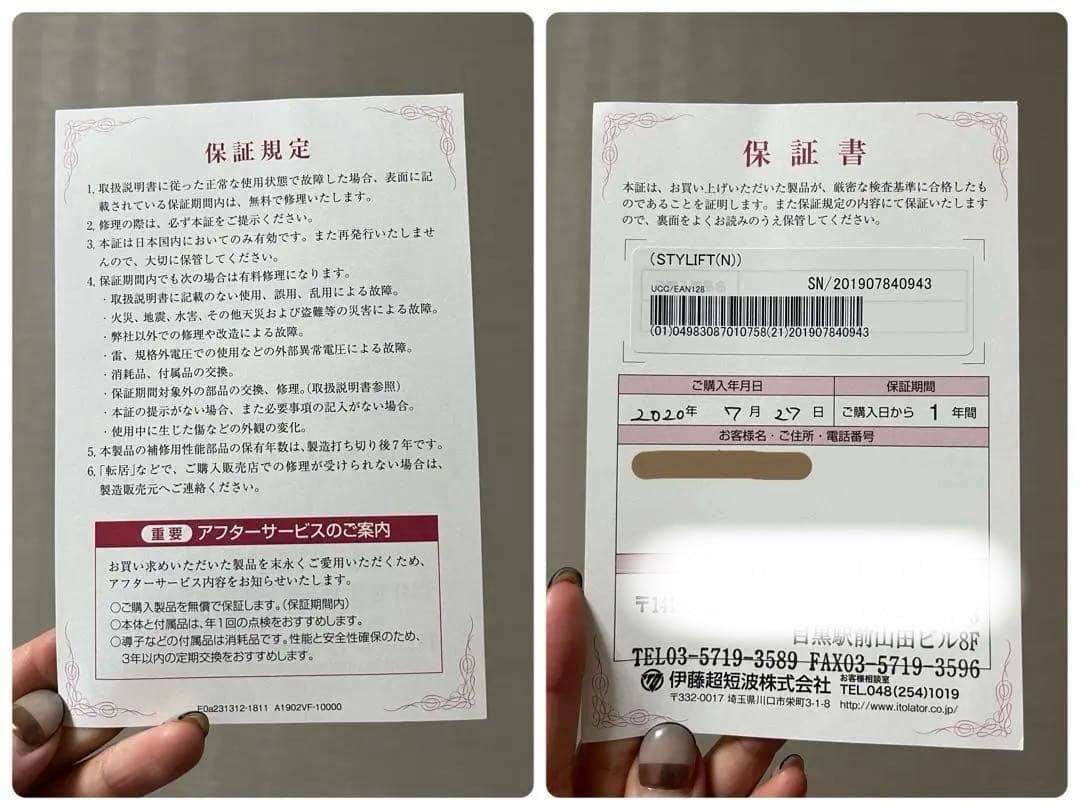 保証規定
1. 取扱説明書に従った正常な使用状態で故障した場合、表面に記
載されている保証期間内は、無料で修理いたします。
2. 修理の際は、必ず本証をご提示ください。
3. 本証は日本国内においてのみ有効です。また再発行いたしませ
んので、大切に保管してください。
4. 保証期間内でも次の場合は有料修理になります。
・取扱説明書に記載のない使用、誤用、乱用による故障。
・火災、地震、水害、その他天災および盗難等の災害による故障。
・弊社以外での修理や改造による故障。
・雷、規格外電圧での使用などの外部異常電圧による故障。
・消耗品、付属品の交換。
・保証期間対象外の部品の交換、修理。(取扱説明書参照)
・本証の提示がない場合、また必要事項の記入がない場合。
・使用中に生じた傷などの外観の変化。
5. 本製品の補修用性能部品の保有年数は、製造打ち切り後7年です。
6.「転居」などで、ご購入販売店での修理が受けられない場合は、
製造販売元へご連絡ください。
重要 アフターサービスのご案内
お買い求めいただいた製品を末永くご愛用いただくため、
アフターサービス内容をお知らせいたします。
○ご購入製品を無償で保証します。(保証期間内)
○本体と付属品は、年1回の点検をおすすめします。
○導子などの付属品は消耗品です。性能と安全性確保のため、
3年以内の定期交換をおすすめします。
E0a231312-1811 A1902VF-10000
保証書
本証は、お買い上げいただいた製品が、厳密な検査基準に合格したも
のであることを証明します。また保証規定の内容にて保証いたします
ので、裏面をよくお読みのうえ保管してください。
(STYLIFT(N))
SN/201907840943
UCC/EAN128
(01)04983087010758(21)201907840943
ご購入年月日 保証期間
2020年 7月 27日 ご購入日から 1 年間
お客様名・ご住所・電話番号
〒141
目黒駅前山田ビル8F
TEL03-5719-3589 FAX03-5719-3596
伊藤超短波株式会社 お客様相談室 TEL.048(254)1019
〒332-0017 埼玉県川口市栄町3-1-8 http://www.itolator.co.jp/